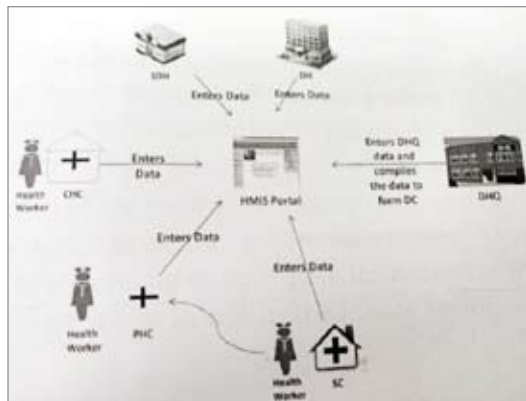 SDH
DH
Enters Data
Enters Data
Enters
Data
Enters DHQ
data and
compiles
the data to
form DC
HMIS Portal
DHQ
CHC
Health
Worker
Enters Data
Enters Data
Health
Worker
PHC
Health
Worker
SC